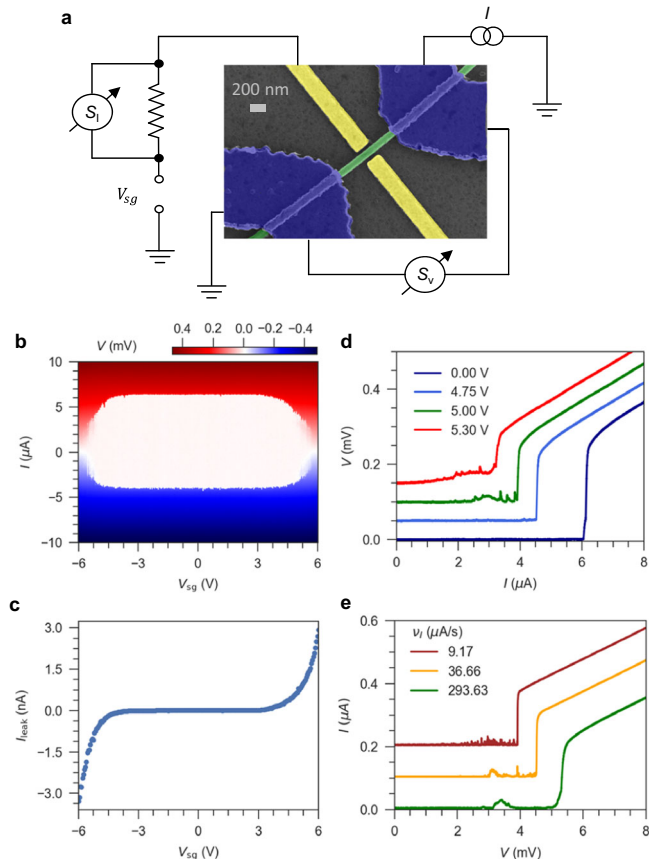 a
I
S_I
V_sg
200 nm
S_v
b
V (mV)
0.4 0.2 0.0 −0.2 −0.4
10
5
0
−5
−10
I (µA)
−6 −3 0 3 6
V_sg (V)
c
3.0
1.5
0.0
−1.5
−3.0
I_leak (nA)
−6 −3 0 3 6
V_sg (V)
d
0.00 V
4.75 V
5.00 V
5.30 V
0.4
0.2
0.0
V (mV)
0 2 4 6 8
I (µA)
e
ν_I (µA/s)
9.17
36.66
293.63
0.6
0.4
0.2
0.0
I (µA)
0 2 4 6 8
V (mV)